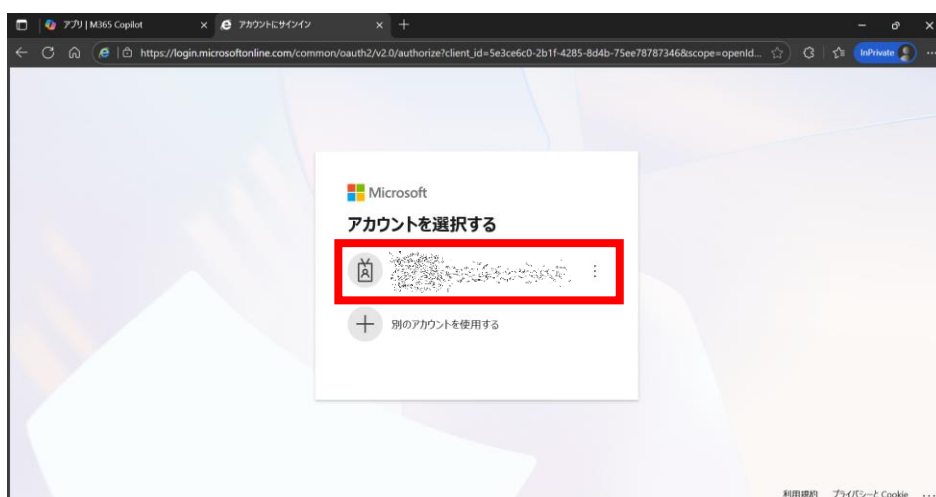 アプリ | M365 Copilot
アカウントにサインイン
https://login.microsoftonline.com/common/oauth2/v2.0/authorize?client_id=5e3ce6c0-2b1f-4285-8d4b-75ee78787346&scope=openId...
InPrivate
Microsoft
アカウントを選択する
別のアカウントを使用する
利用規約 プライバシーと Cookie ...